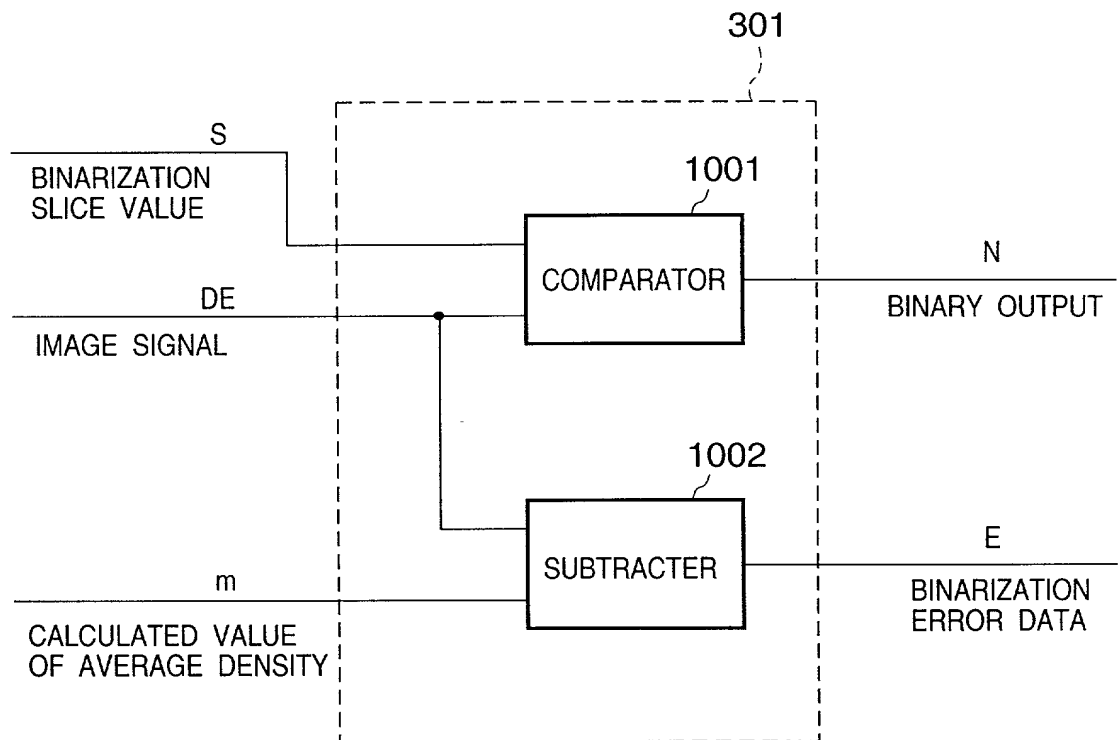 301
S
BINARIZATION
SLICE VALUE
1001
COMPARATOR
N
BINARY OUTPUT
DE
IMAGE SIGNAL
1002
SUBTRACTER
E
BINARIZATION
ERROR DATA
m
CALCULATED VALUE
OF AVERAGE DENSITY